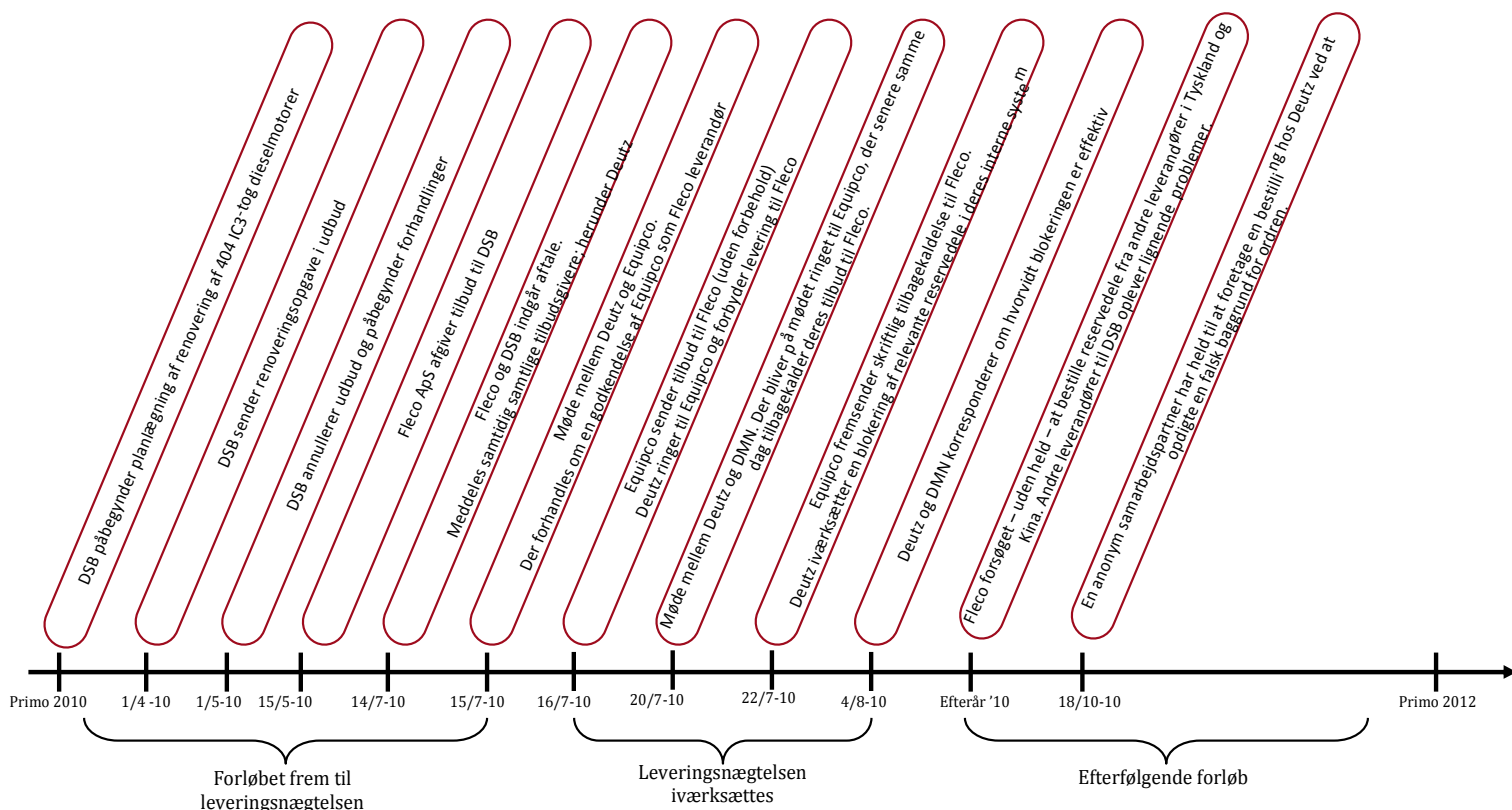 DSB påbegynder planlægning af renovering af 404 IC3-tog dieselmotorer
DSB sender renoveringsopgave i udbud
DSB annullerer udbud og påbegynder forhandlinger
Fleco ApS afgiver tilbud til DSB
Fleco og DSB indgår aftale.
Meddeles samtidig samtlige tilbudsgivere; herunder Deutz
Møde mellem Deutz og Equipco.
Der forhandles om en godkendelse af Equipco som Fleco leverandør
Equipco sender tilbud til Fleco (uden forbehold)
Deutz ringer til Equipco og forbyder levering til Fleco
Møde mellem Deutz og DMN. Der bliver på mødet ringet til Equipco, der senere samme
dag tilbagekalder deres tilbud til Fleco.
Equipco fremsender skriftlig tilbagekaldelse til Fleco.
Deutz iværksætter en blokering af relevante reservedele i deres interne system
Deutz og DMN korresponderer om hvorvidt blokeringen er effektiv
Fleco forsøget – uden held – at bestille reservedele fra andre leverandører i Tyskland og
Kina. Andre leverandører til DSB oplever lignende problemer.
En anonym samarbejdspartner har held til at foretage en bestilling hos Deutz ved at
opdigte en falsk baggrund for ordren.
Primo 2010
1/4 -10
1/5-10
15/5-10
14/7-10
15/7-10
16/7-10
20/7-10
22/7-10
4/8-10
Efterår '10
18/10-10
Primo 2012
Forløbet frem til
leveringsnægtelsen
Leveringsnægtelsen
iværksættes
Efterfølgende forløb